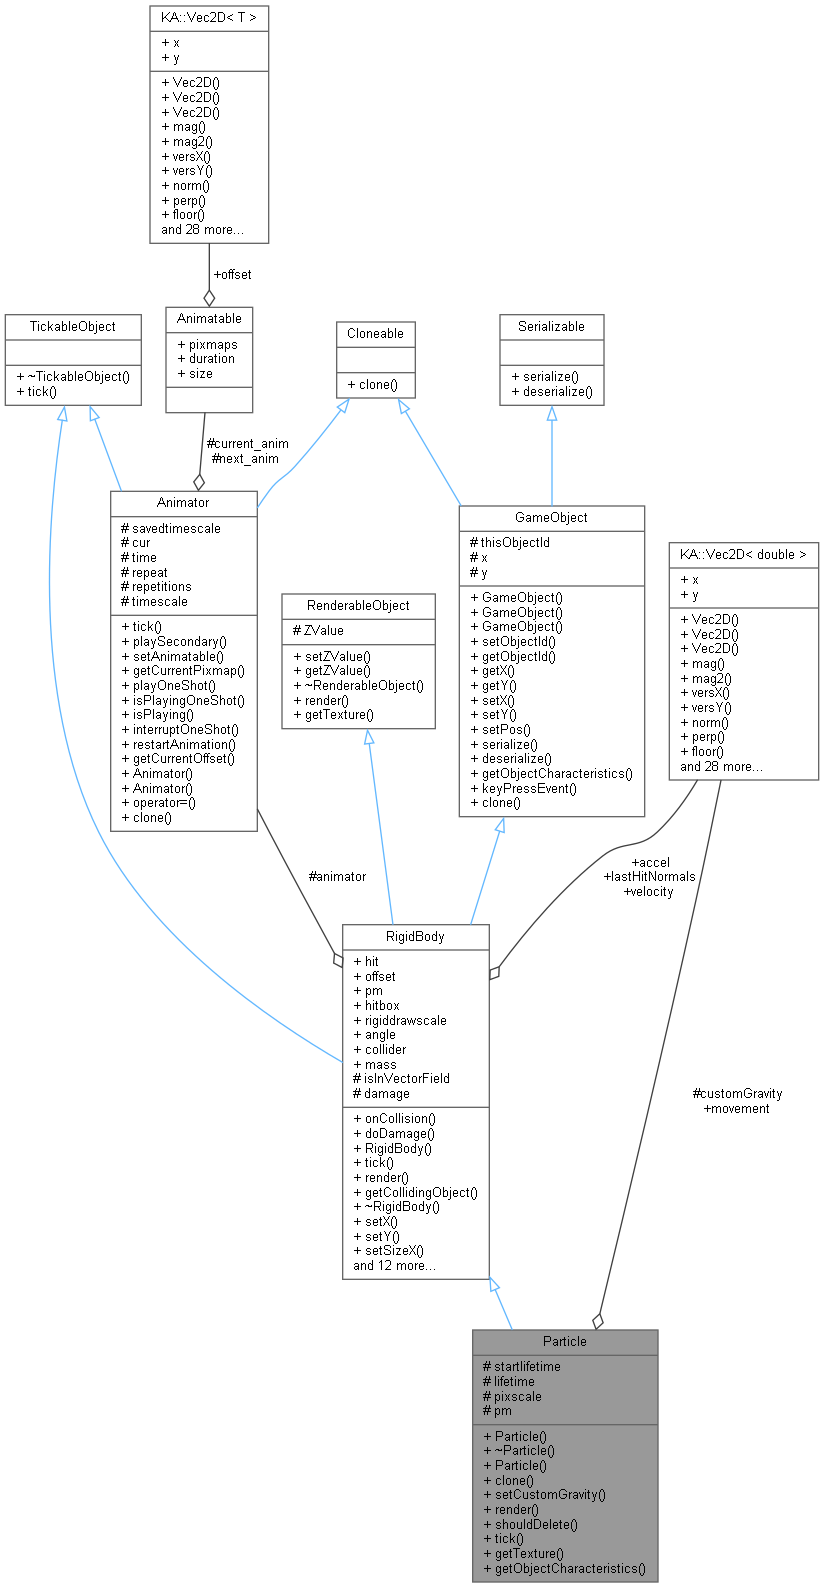 KA::Vec2D< T >
+ x
+ y
+ Vec2D()
+ Vec2D()
+ Vec2D()
+ mag()
+ mag2()
+ versX()
+ versY()
+ norm()
+ perp()
+ floor()
and 28 more...
+offset
TickableObject
+ ~TickableObject()
+ tick()
Animatable
+ pixmaps
+ duration
+ size
Cloneable
+ clone()
Serializable
+ serialize()
+ deserialize()
#current_anim
#next_anim
Animator
# savedtimescale
# cur
# time
# repeat
# repetitions
# timescale
+ tick()
+ playSecondary()
+ setAnimatable()
+ getCurrentPixmap()
+ playOneShot()
+ isPlayingOneShot()
+ isPlaying()
+ interruptOneShot()
+ restartAnimation()
+ getCurrentOffset()
+ Animator()
+ Animator()
+ operator=()
+ clone()
RenderableObject
# ZValue
+ setZValue()
+ getZValue()
+ ~RenderableObject()
+ render()
+ getTexture()
GameObject
# thisObjectId
# x
# y
+ GameObject()
+ GameObject()
+ GameObject()
+ setObjectId()
+ getObjectId()
+ getX()
+ getY()
+ setX()
+ setY()
+ setPos()
+ serialize()
+ deserialize()
+ getObjectCharacteristics()
+ keyPressEvent()
+ clone()
KA::Vec2D< double >
+ x
+ y
+ Vec2D()
+ Vec2D()
+ Vec2D()
+ mag()
+ mag2()
+ versX()
+ versY()
+ norm()
+ perp()
+ floor()
and 28 more...
#animator
+accel
+lastHitNormals
+velocity
RigidBody
+ hit
+ offset
+ pm
+ hitbox
+ rigiddrawscale
+ angle
+ collider
+ mass
# isInVectorField
# damage
+ onCollision()
+ doDamage()
+ RigidBody()
+ tick()
+ render()
+ getCollidingObject()
+ ~RigidBody()
+ setX()
+ setY()
+ setSizeX()
and 12 more...
#customGravity
+movement
Particle
# startlifetime
# lifetime
# pixscale
# pm
+ Particle()
+ ~Particle()
+ Particle()
+ clone()
+ setCustomGravity()
+ render()
+ shouldDelete()
+ tick()
+ getTexture()
+ getObjectCharacteristics()